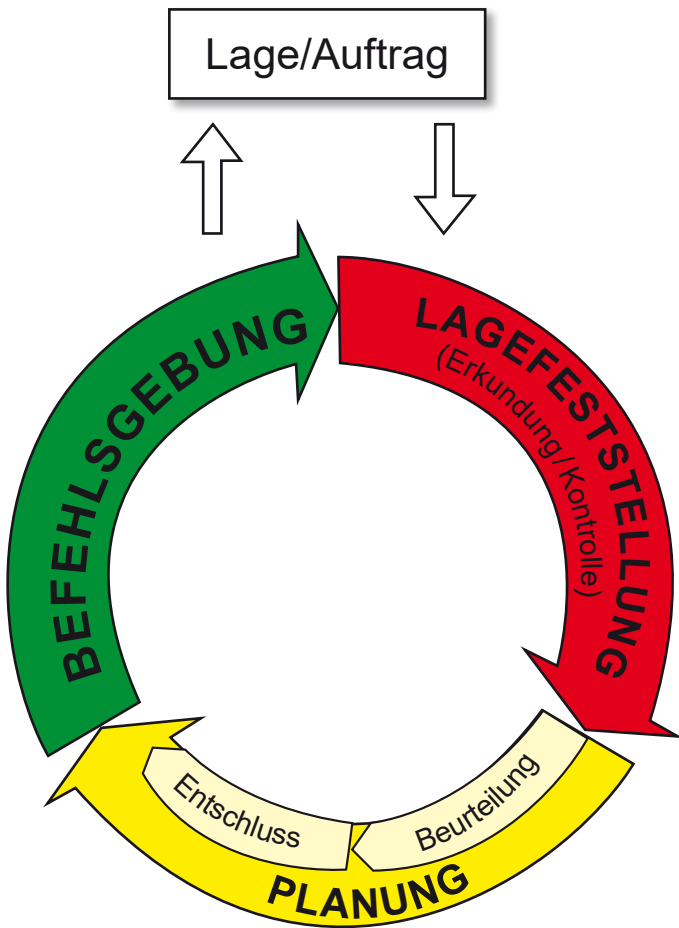 Lage/Auftrag
LAGEFESTSTELLUNG
(Erkundung/Kontrolle)
PLANUNG
Beurteilung
Entschluss
BEFEHLSGEBUNG